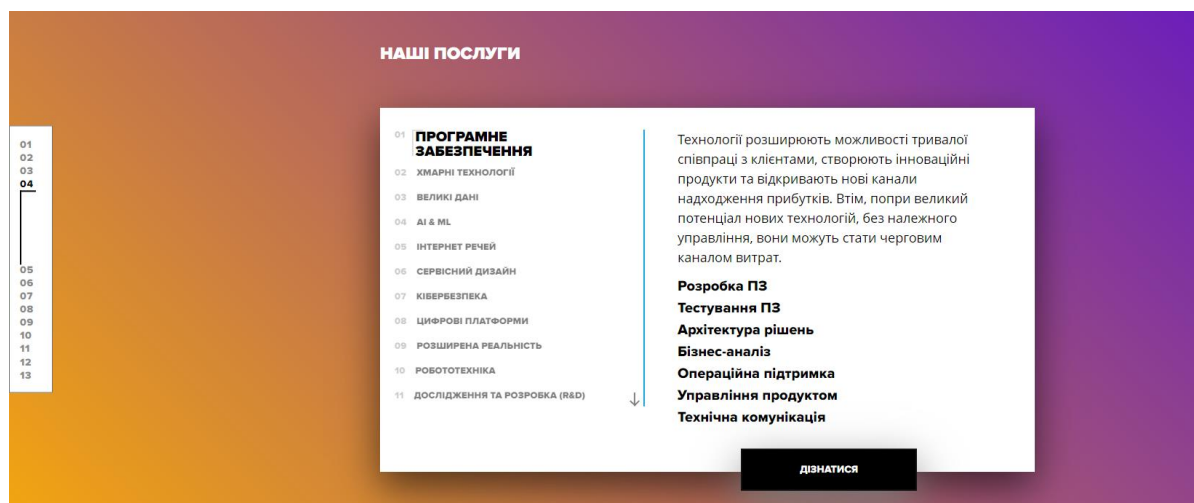 НАШІ ПОСЛУГИ
01
02
03
04
05
06
07
08
09
10
11
12
13
01 ПРОГРАМНЕ
ЗАБЕЗПЕЧЕННЯ
02 ХМАРНІ ТЕХНОЛОГІЇ
03 ВЕЛИКІ ДАНІ
04 AI & ML
05 ІНТЕРНЕТ РЕЧЕЙ
06 СЕРВІСНИЙ ДИЗАЙН
07 КІБЕРБЕЗПЕКА
08 ЦИФРОВІ ПЛАТФОРМИ
09 РОЗШИРЕНА РЕАЛЬНІСТЬ
10 РОБОТОТЕХНІКА
11 ДОСЛІДЖЕННЯ ТА РОЗРОБКА (R&D)
Технології розширюють можливості тривалої
співпраці з клієнтами, створюють інноваційні
продукти та відкривають нові канали
надходження прибутків. Втім, попри великий
потенціал нових технологій, без належного
управління, вони можуть стати черговим
каналом витрат.
Розробка ПЗ
Тестування ПЗ
Архітектура рішень
Бізнес-аналіз
Операційна підтримка
Управління продуктом
Технічна комунікація
ДІЗНАТИСЯ